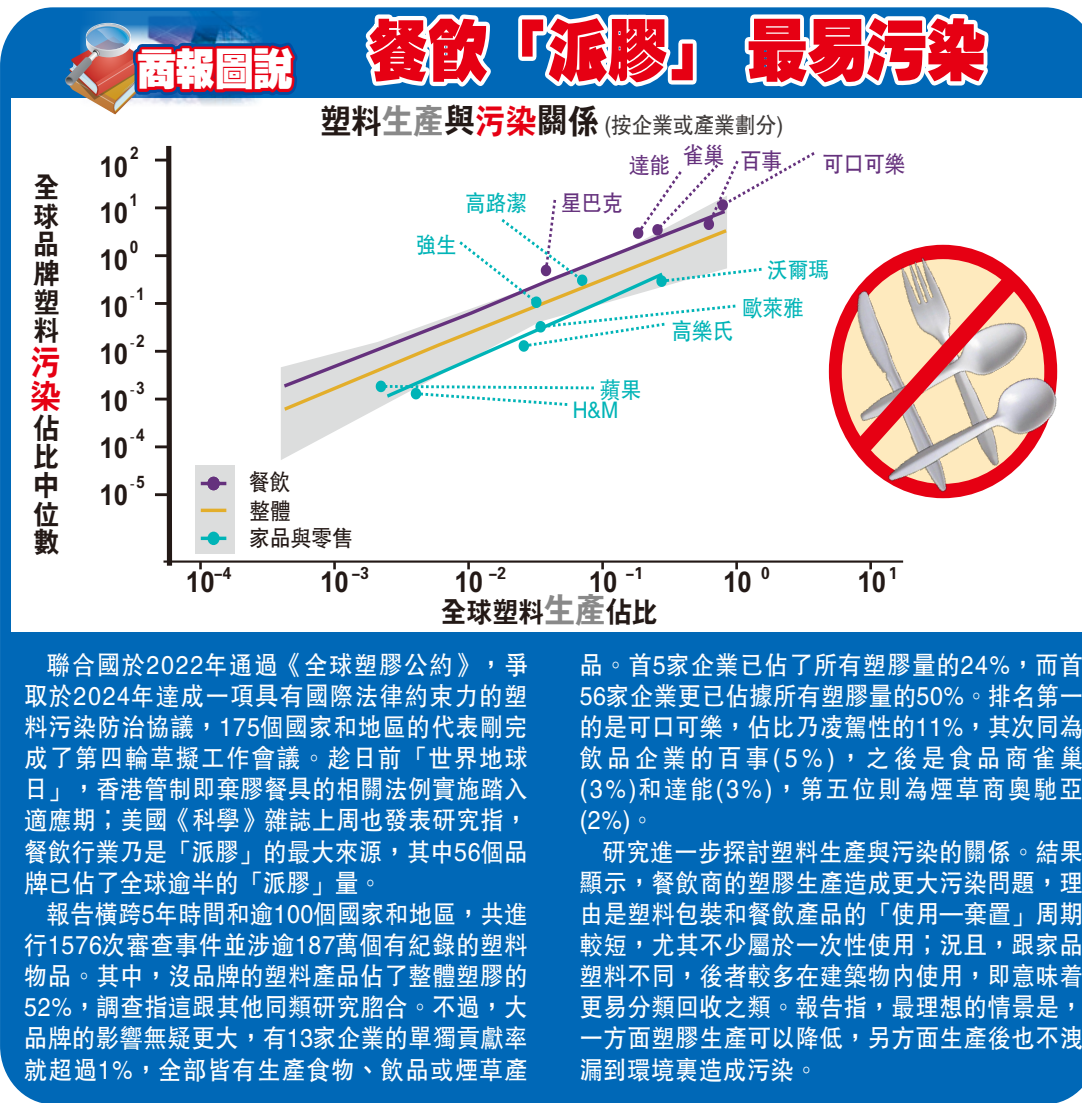 商報圖說
餐飲「派膠」 最易污染
塑料生產與污染關係 (按企業或產業劃分)
全球品牌塑料污染佔比中位數
10²
10¹
10⁰
10⁻¹
10⁻²
10⁻³
10⁻⁴
10⁻⁵
達能
雀巢
百事
可口可樂
高路潔
星巴克
強生
沃爾瑪
歐萊雅
高樂氏
蘋果
H&M
餐飲
整體
家品與零售
10⁻⁴
10⁻³
10⁻²
10⁻¹
10⁰
10¹
全球塑料生產佔比
聯合國於2022年通過《全球塑膠公約》，爭
取於2024年達成一項具有國際法律約束力的塑
料污染防治協議，175個國家和地區的代表剛完
成了第四輪草擬工作會議。趁日前「世界地球
日」，香港管制即棄膠餐具的相關法例實施踏入
適應期；美國《科學》雜誌上周也發表研究指，
餐飲行業乃是「派膠」的最大來源，其中56個品
牌已佔了全球逾半的「派膠」量。
報告橫跨5年時間和逾100個國家和地區，共進
行1576次審查事件並涉逾187萬個有紀錄的塑料
物品。其中，沒品牌的塑料產品佔了整體塑膠的
52%，調查指這跟其他同類研究脗合。不過，大
品牌的影響無疑更大，有13家企業的單獨貢獻率
就超過1%，全部皆有生產食物、飲品或煙草產
品。首5家企業已佔了所有塑膠量的24%，而首
56家企業更已佔據所有塑膠量的50%。排名第一
的是可口可樂，佔比乃凌駕性的11%，其次同為
飲品企業的百事(5%)，之後是食品商雀巢
(3%)和達能(3%)，第五位則為煙草商奧馳亞
(2%)。
研究進一步探討塑料生產與污染的關係。結果
顯示，餐飲商的塑膠生產造成更大污染問題，理
由是塑料包裝和餐飲產品的「使用—棄置」周期
較短，尤其不少屬於一次性使用；況且，跟家品
塑料不同，後者較多在建築物內使用，即意味着
更易分類回收之類。報告指，最理想的情景是，
一方面塑膠生產可以降低，另方面生產後也不洩
漏到環境裏造成污染。